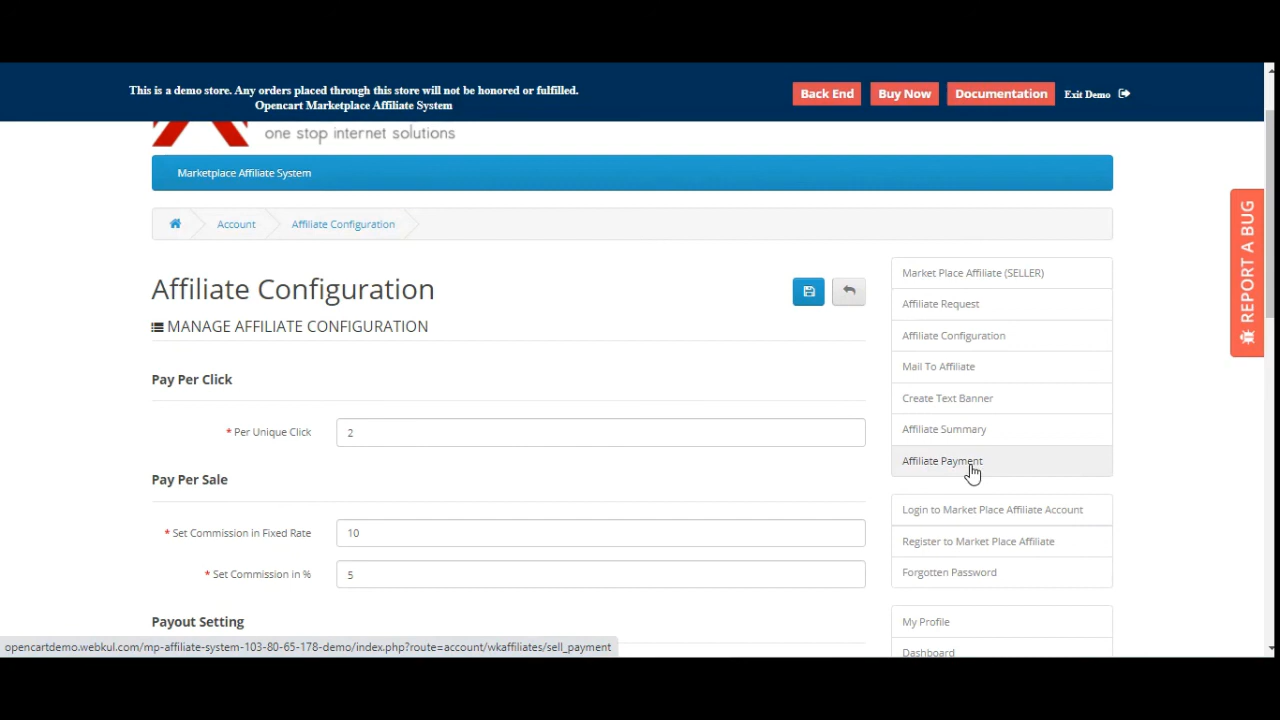 This is a demo store. Any orders placed through this store will not be honored or fulfilled.
Opencart Marketplace Affiliate System
Back End
Buy Now
Documentation
Exit Demo
one stop internet solutions
Marketplace Affiliate System
Account
Affiliate Configuration
REPORT A BUG
Affiliate Configuration
MANAGE AFFILIATE CONFIGURATION
Pay Per Click
* Per Unique Click
2
Pay Per Sale
* Set Commission in Fixed Rate
10
* Set Commission in %
5
Payout Setting
Market Place Affiliate (SELLER)
Affiliate Request
Affiliate Configuration
Mail To Affiliate
Create Text Banner
Affiliate Summary
Affiliate Payment
Login to Market Place Affiliate Account
Register to Market Place Affiliate
Forgotten Password
My Profile
Dashboard
opencartdemo.webkul.com/mp-affiliate-system-103-80-65-178-demo/index.php?route=account/wkaffiliates/sell_payment